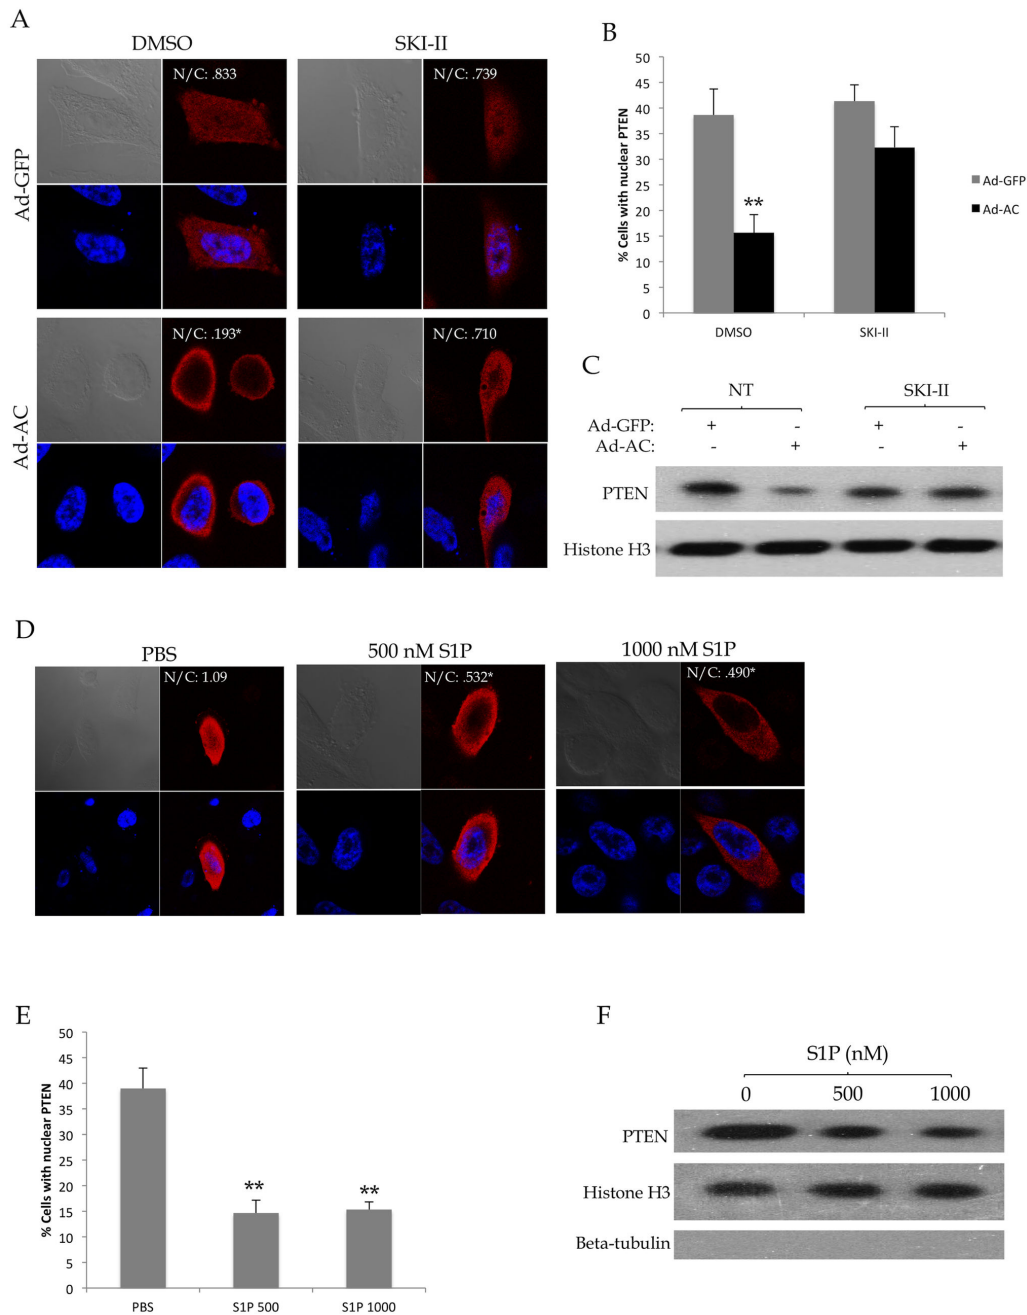 A
DMSO
SKI-II
Ad-GFP
N/C: .833
N/C: .739
Ad-AC
N/C: .193*
N/C: .710
B
% Cells with nuclear PTEN
50
45
40
35
30
25
20
15
10
5
0
**
DMSO
SKI-II
Ad-GFP
Ad-AC
C
NT
SKI-II
Ad-GFP: + - + -
Ad-AC: - + - +
PTEN
Histone H3
D
PBS
500 nM S1P
1000 nM S1P
N/C: 1.09
N/C: .532*
N/C: .490*
E
% Cells with nuclear PTEN
50
45
40
35
30
25
20
15
10
5
0
**
**
PBS
S1P 500
S1P 1000
F
S1P (nM)
0 500 1000
PTEN
Histone H3
Beta-tubulin